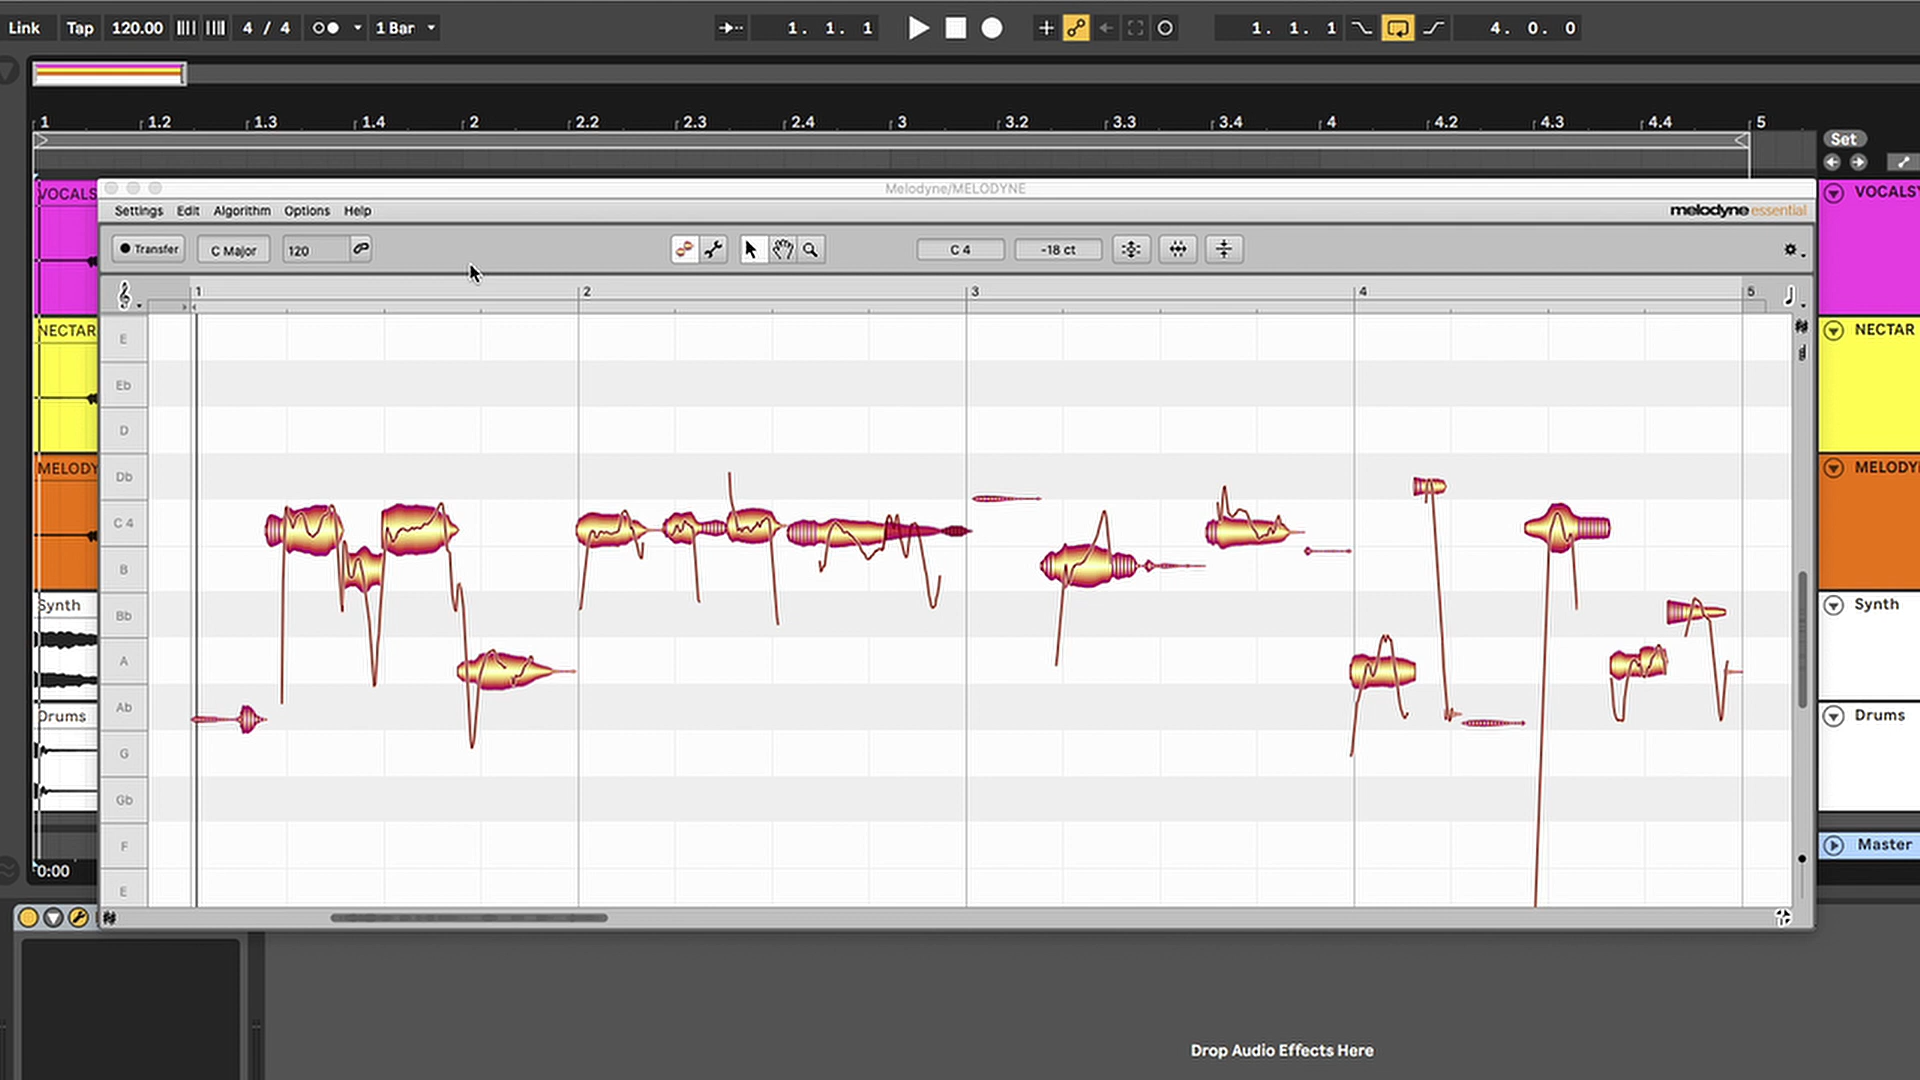 Link Tap 120.00 4 / 4 1 Bar 1. 1. 1 1. 1. 1 4. 0. 0
1 1.2 1.3 1.4 2 2.2 2.3 2.4 3 3.2 3.3 3.4 4 4.2 4.3 4.4 5
Set
Melodyne/MELODYNE
VOCALS
VOCALSY
Settings Edit Algorithm Options Help
melodyne essential
Transfer C Major 120 C 4 -18 ct
1 2 3 4 5
NECTAR
NECTAR
E
Eb
D
MELODY
MELODY
Db
C 4
B
Synth
Synth
Bb
A
Ab
Drums
Drums
G
Gb
F
Master
0:00
E
Drop Audio Effects Here